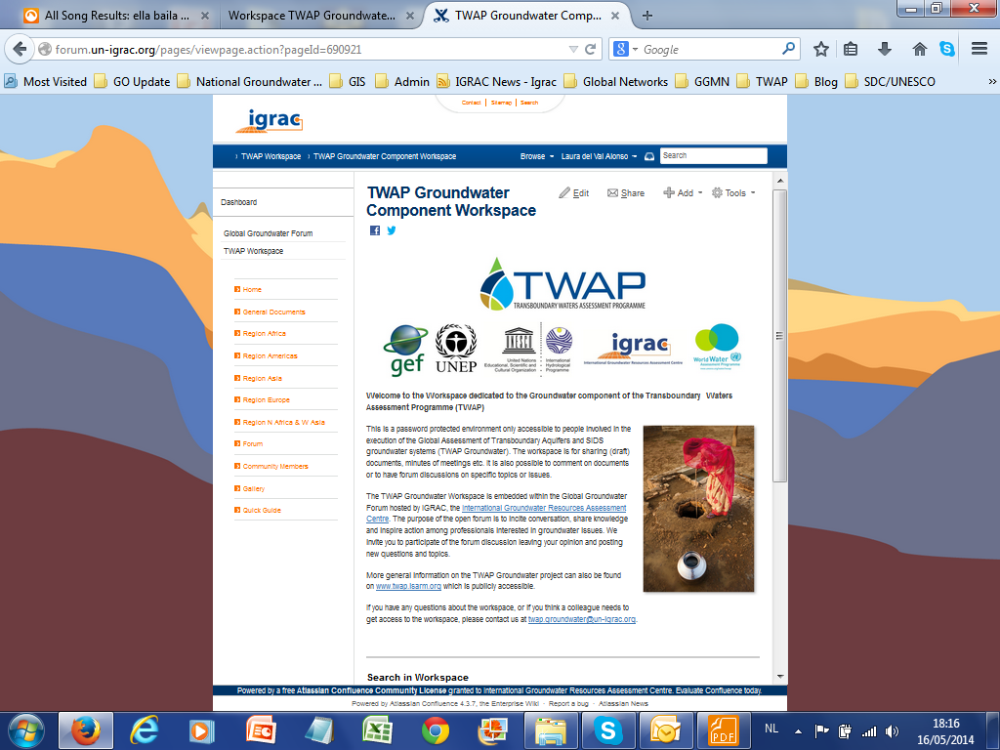 All Song Results: ella baila
Workspace TWAP Groundwate...
TWAP Groundwater Comp...
forum.un-igrac.org/pages/viewpage.action?pageId=690921
Google
Most Visited
GO Update
National Groundwater ...
GIS
Admin
IGRAC News - Igrac
Global Networks
GGMN
TWAP
Blog
SDC/UNESCO
Contact | Sitemap | Search
igrac
TWAP Workspace
TWAP Groundwater Component Workspace
Browse
Laura del Val Alonso
Search
Dashboard
Global Groundwater Forum
TWAP Workspace
Home
General Documents
Region Africa
Region Americas
Region Asia
Region Europe
Region N Africa & W Asia
Forum
Community Members
Gallery
Quick Guide
TWAP Groundwater
Component Workspace
Edit
Share
Add
Tools
TWAP
TRANSBOUNDARY WATERS ASSESSMENT PROGRAMME
gef
UNEP
UNESCO
United Nations
Educational, Scientific and
Cultural Organization
International
Hydrological
Programme
igrac
International Groundwater Resources Assessment Centre
World Water
Assessment Programme
Welcome to the Workspace dedicated to the Groundwater component of the Transboundary Waters
Assessment Programme (TWAP)
This is a password protected environment only accessible to people involved in the
execution of the Global Assessment of Transboundary Aquifers and SIDS
groundwater systems (TWAP Groundwater). The workspace is for sharing (draft)
documents, minutes of meetings etc. It is also possible to comment on documents
or to have forum discussions on specific topics or issues.
The TWAP Groundwater Workspace is embedded within the Global Groundwater
Forum hosted by IGRAC, the International Groundwater Resources Assessment
Centre. The purpose of the open forum is to incite conversation, share knowledge
and inspire action among professionals interested in groundwater issues. We
invite you to participate of the forum discussion leaving your opinion and posting
new questions and topics.
More general information on the TWAP Groundwater project can also be found
on www.twap.isarm.org which is publicly accessible.
If you have any questions about the workspace, or if you think a colleague needs to
get access to the workspace, please contact us at twap.groundwater@un-igrac.org.
Search in Workspace
Powered by a free Atlassian Confluence Community License granted to International Groundwater Resources Assessment Centre. Evaluate Confluence today.
Powered by Atlassian Confluence 4.3.7, the Enterprise Wiki · Report a bug · Atlassian News
PDF
NL
18:16
16/05/2014